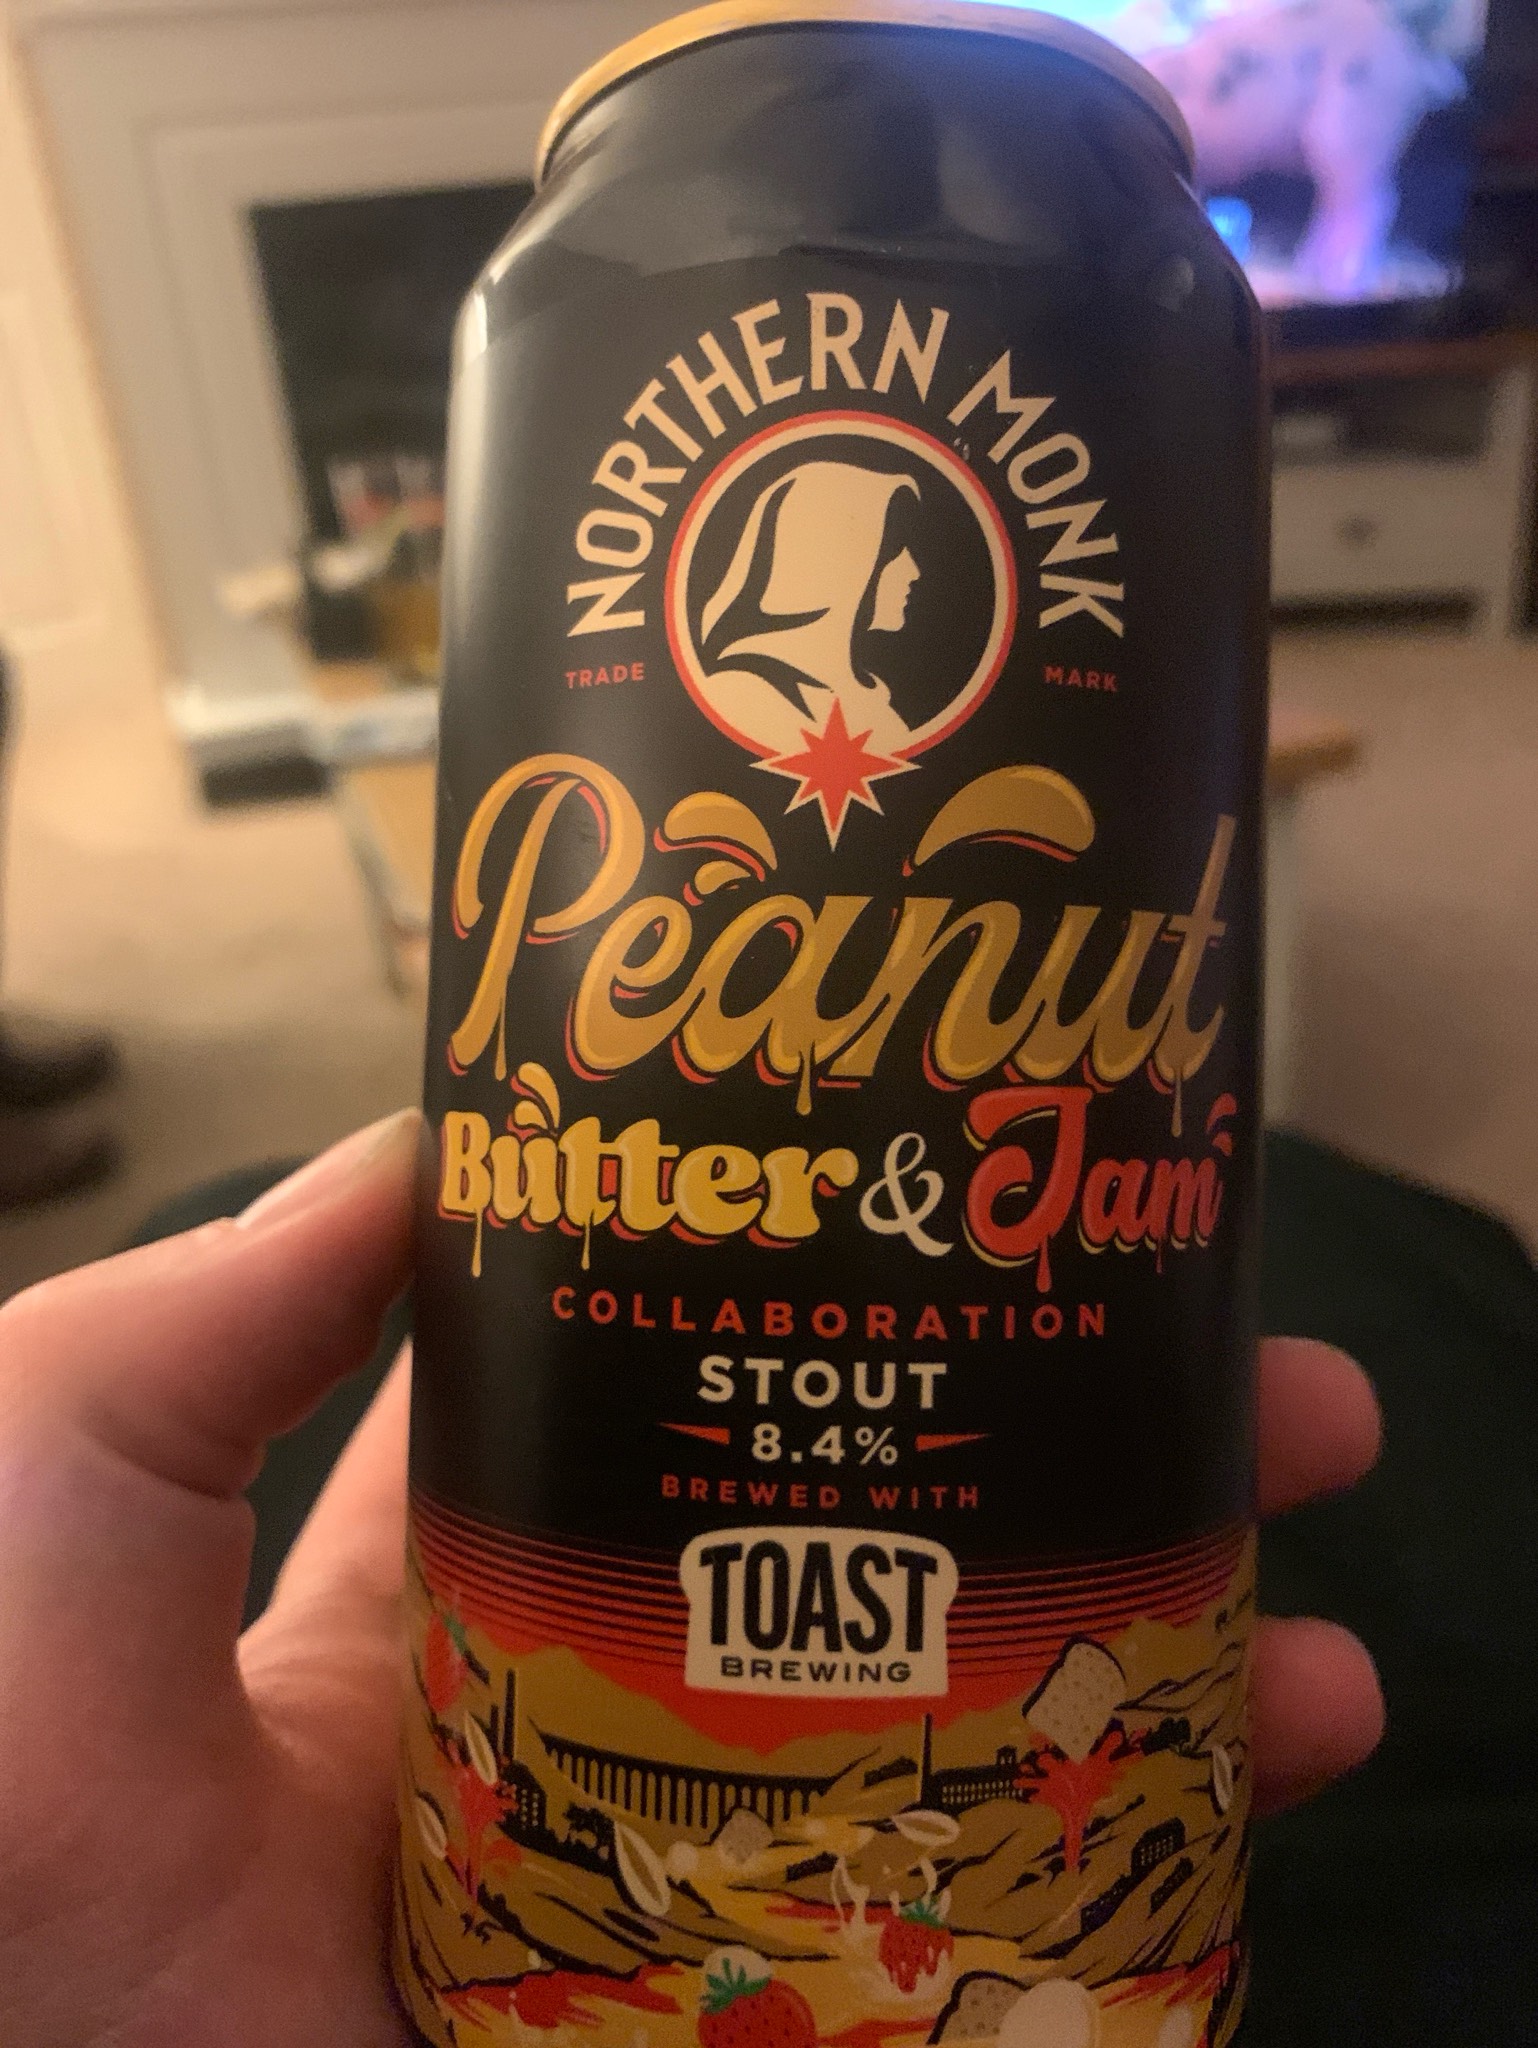 NORTHERN MONK
TRADE MARK
Peanut
Butter & Jam
COLLABORATION
STOUT
8.4%
BREWED WITH
TOAST
BREWING